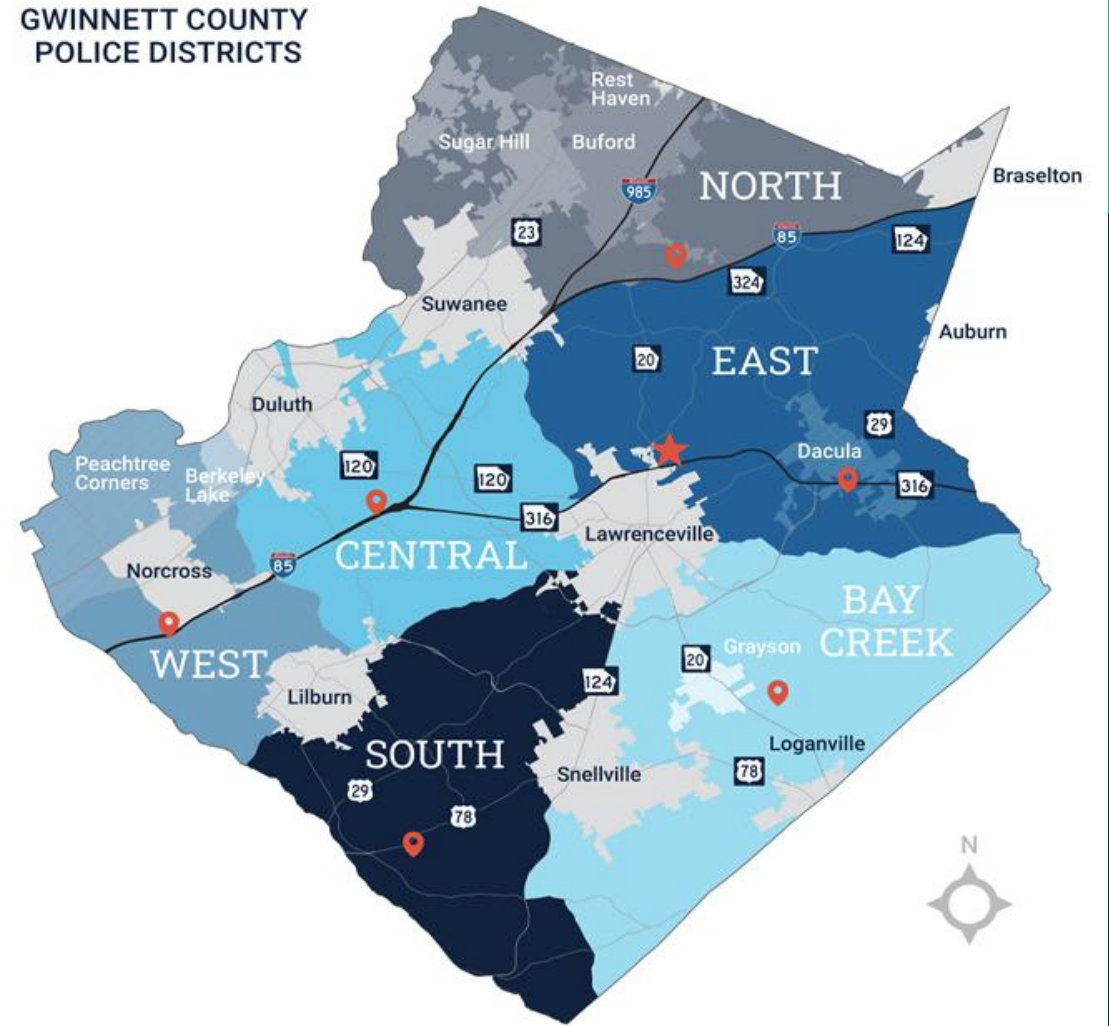 GWINNETT COUNTY
POLICE DISTRICTS
Rest
Haven
Sugar Hill
Buford
985
NORTH
Braselton
23
85
124
324
Suwanee
Auburn
20
EAST
Duluth
29
Dacula
Peachtree
Corners
Berkeley
Lake
120
120
316
316
Lawrenceville
CENTRAL
85
Norcross
BAY
CREEK
Grayson
20
WEST
124
Lilburn
Loganville
SOUTH
Snellville
78
29
78
N